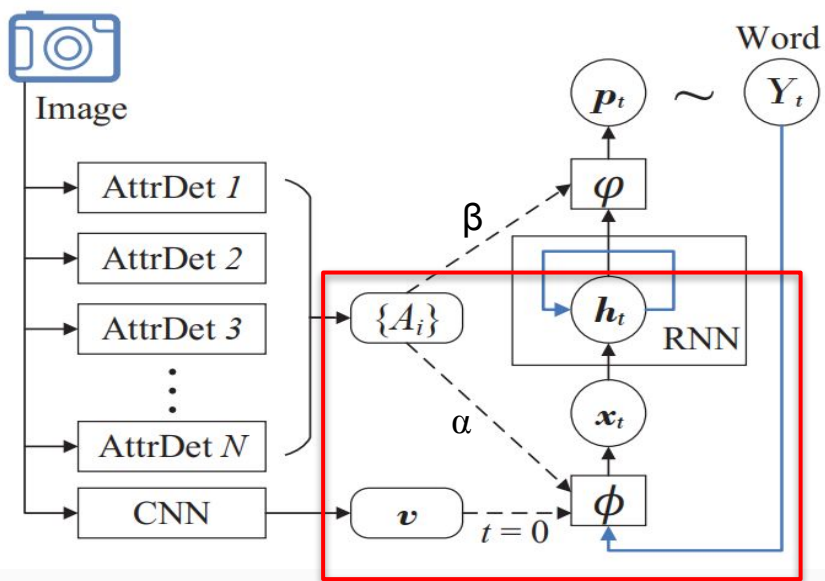 Word
Image
p_t ~ Y_t
AttrDet 1
φ
β
AttrDet 2
{A_i}
h_t
AttrDet 3
RNN
⋮
α
x_t
AttrDet N
CNN
v
t = 0
ϕ